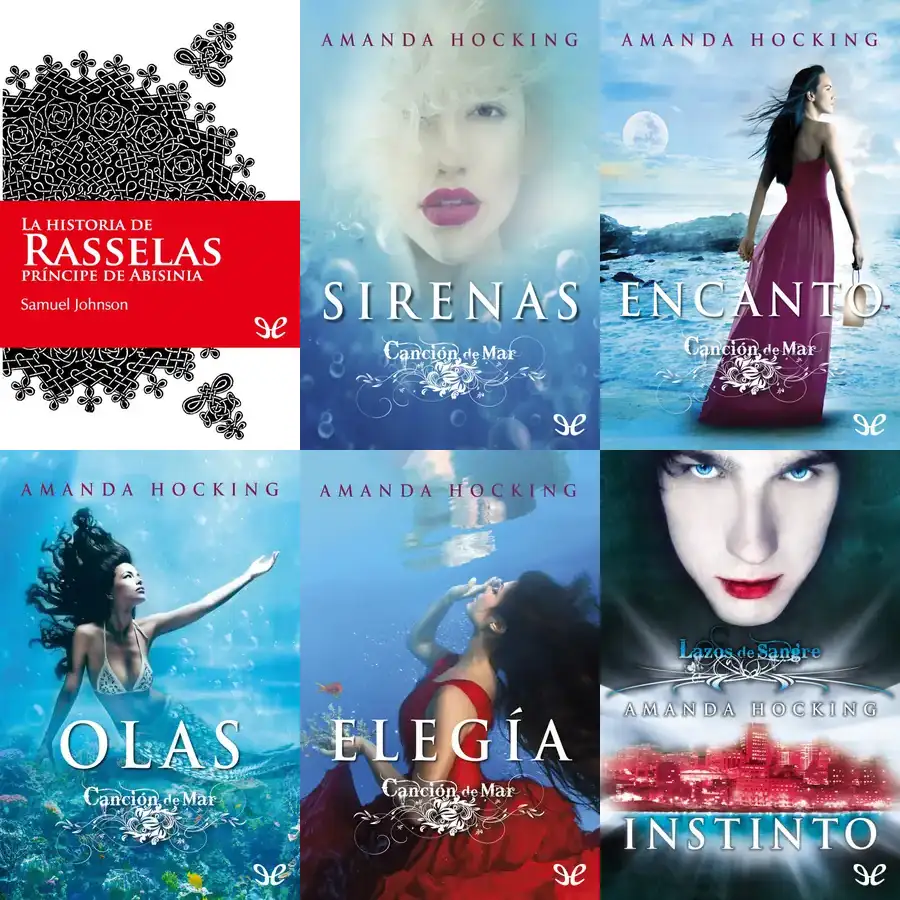 LA HISTORIA DE
RASSELAS
PRÍNCIPE DE ABISINIA
Samuel Johnson
AMANDA HOCKING
SIRENAS
Canción de Mar
AMANDA HOCKING
ENCANTO
Canción de Mar
AMANDA HOCKING
OLAS
Canción de Mar
AMANDA HOCKING
ELEGÍA
Canción de Mar
Lazos de Sangre
AMANDA HOCKING
INSTINTO